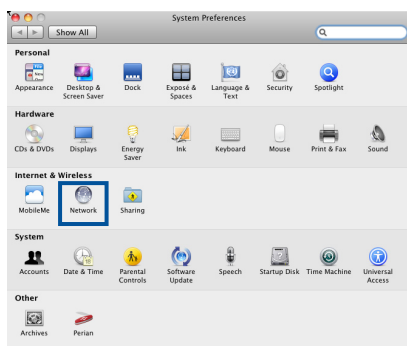 System Preferences
Show All
Personal
Appearance Desktop & Screen Saver Dock Exposé & Spaces Language & Text Security Spotlight
Hardware
CDs & DVDs Displays Energy Saver Ink Keyboard Mouse Print & Fax Sound
Internet & Wireless
MobileMe Network Sharing
System
Accounts Date & Time Parental Controls Software Update Speech Startup Disk Time Machine Universal Access
Other
Archives Perian